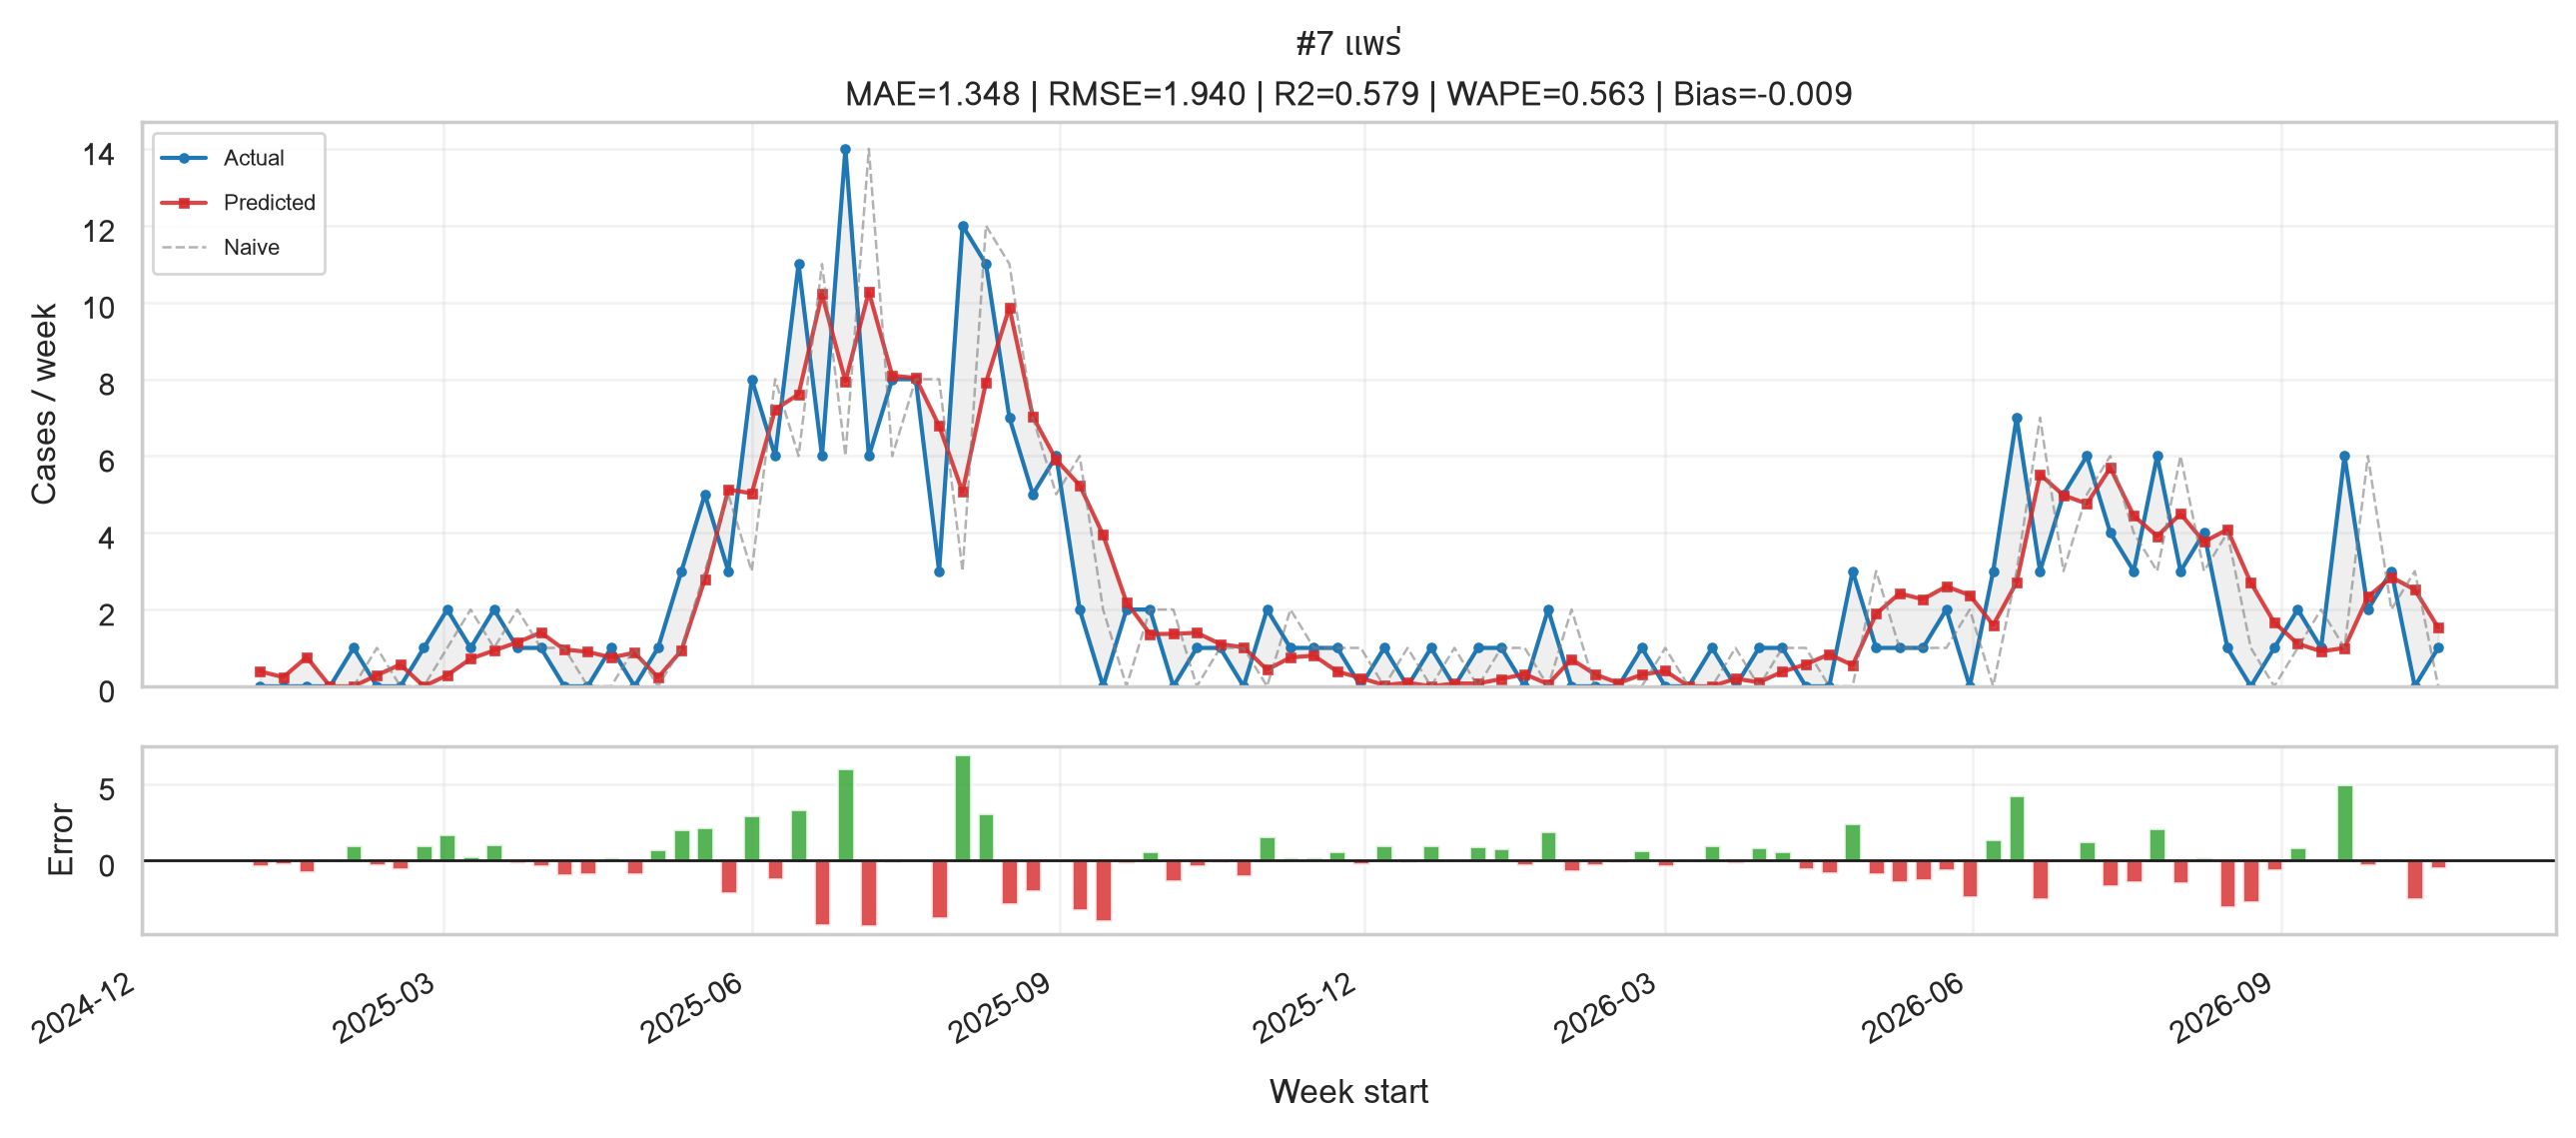 #7 แพร่
MAE=1.348 | RMSE=1.940 | R2=0.579 | WAPE=0.563 | Bias=-0.009
Actual
Predicted
Naive
Cases / week
14
12
10
8
6
4
2
0
Error
5
0
2024-12
2025-03
2025-06
2025-09
2025-12
2026-03
2026-06
2026-09
Week start